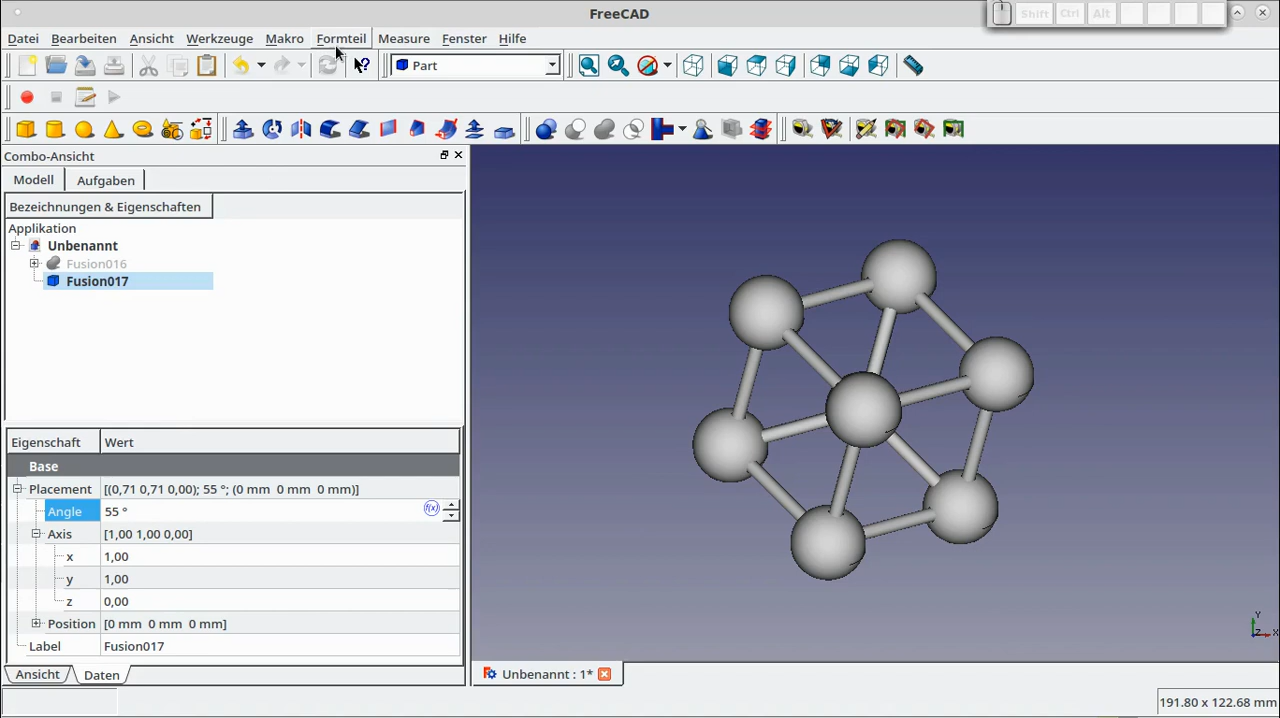 FreeCAD
Shift Ctrl Alt
Datei Bearbeiten Ansicht Werkzeuge Makro Formteil Measure Fenster Hilfe
Part
Combo-Ansicht
Modell Aufgaben
Bezeichnungen & Eigenschaften
Applikation
Unbenannt
Fusion016
Fusion017
Eigenschaft Wert
Base
Placement [(0,71 0,71 0,00); 55 °; (0 mm 0 mm 0 mm)]
Angle 55 ° f(x)
Axis [1,00 1,00 0,00]
x 1,00
y 1,00
z 0,00
Position [0 mm 0 mm 0 mm]
Label Fusion017
Ansicht Daten
Unbenannt : 1*
Y
Z X
191.80 x 122.68 mm